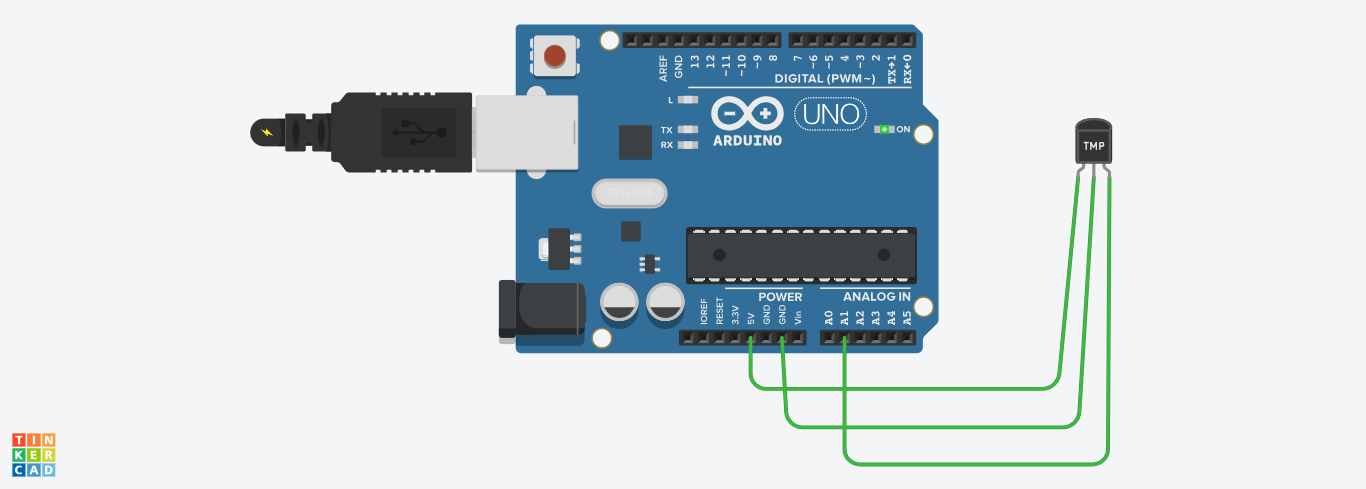 AREF
GND
13
12
~11
~10
~9
8
7
~6
~5
4
~3
2
TX→1
RX←0
DIGITAL (PWM~)
L
TX
RX
ARDUINO
UNO
ON
TMP
POWER
ANALOG IN
IOREF
RESET
3.3V
5V
GND
GND
Vin
A0
A1
A2
A3
A4
A5
TIN
KER
CAD